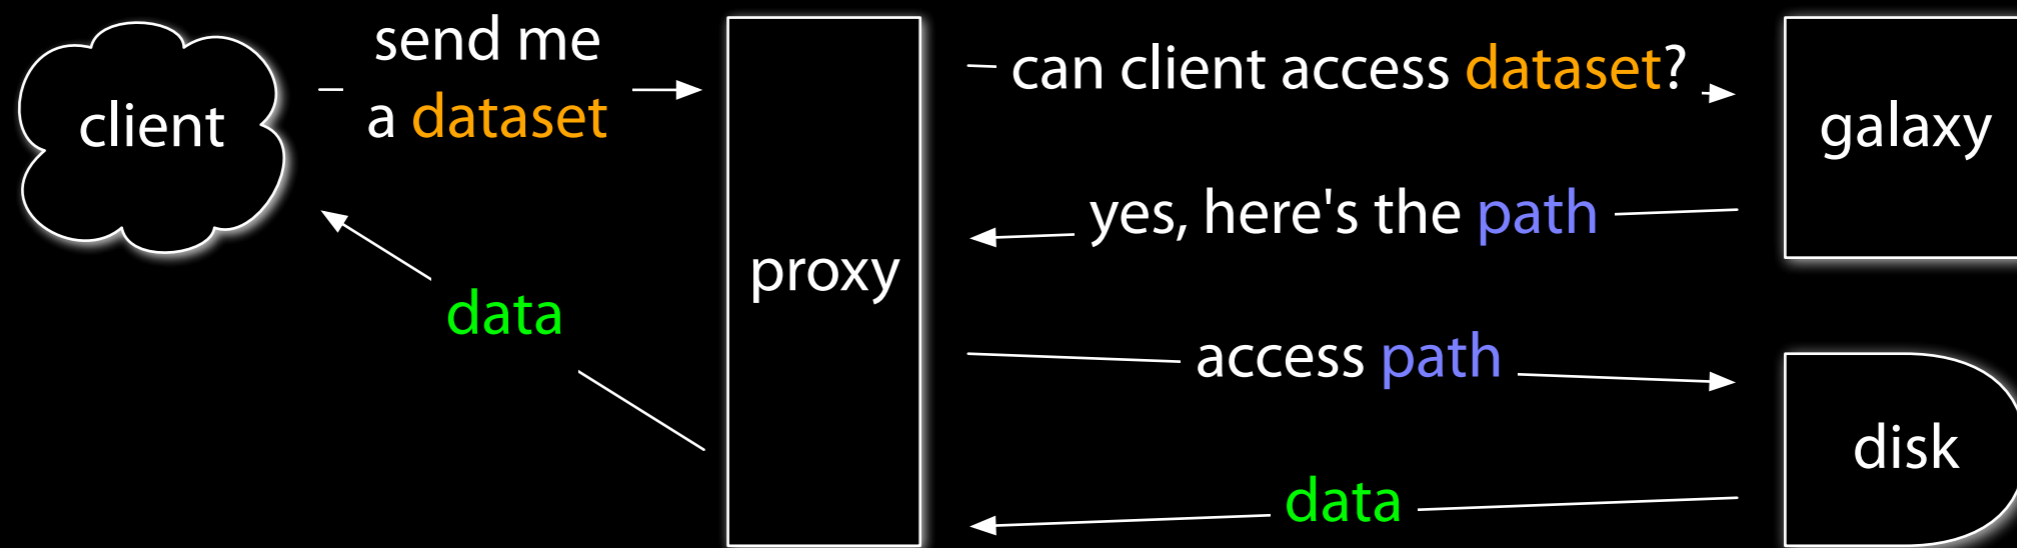 client
send me
a dataset
proxy
can client access dataset?
galaxy
yes, here's the path
data
access path
disk
data